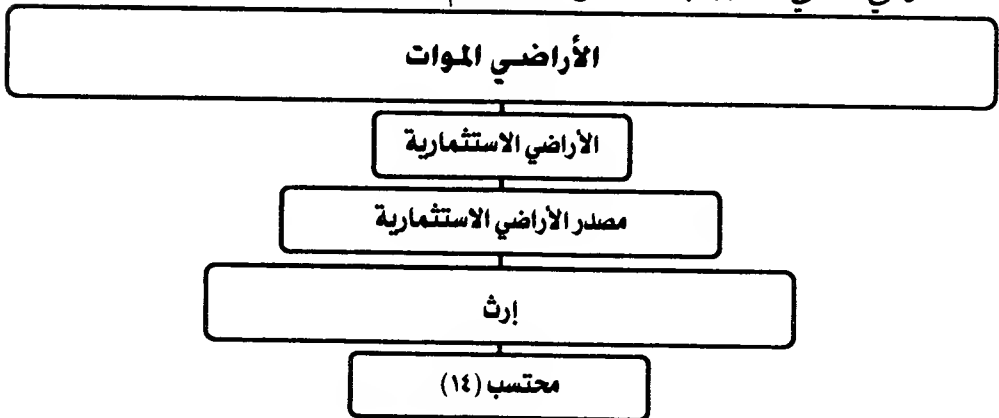 الأراضي الموات
الأراضي الاستثمارية
مصدر الأراضي الاستثمارية
إرث
محتسب (١٤)